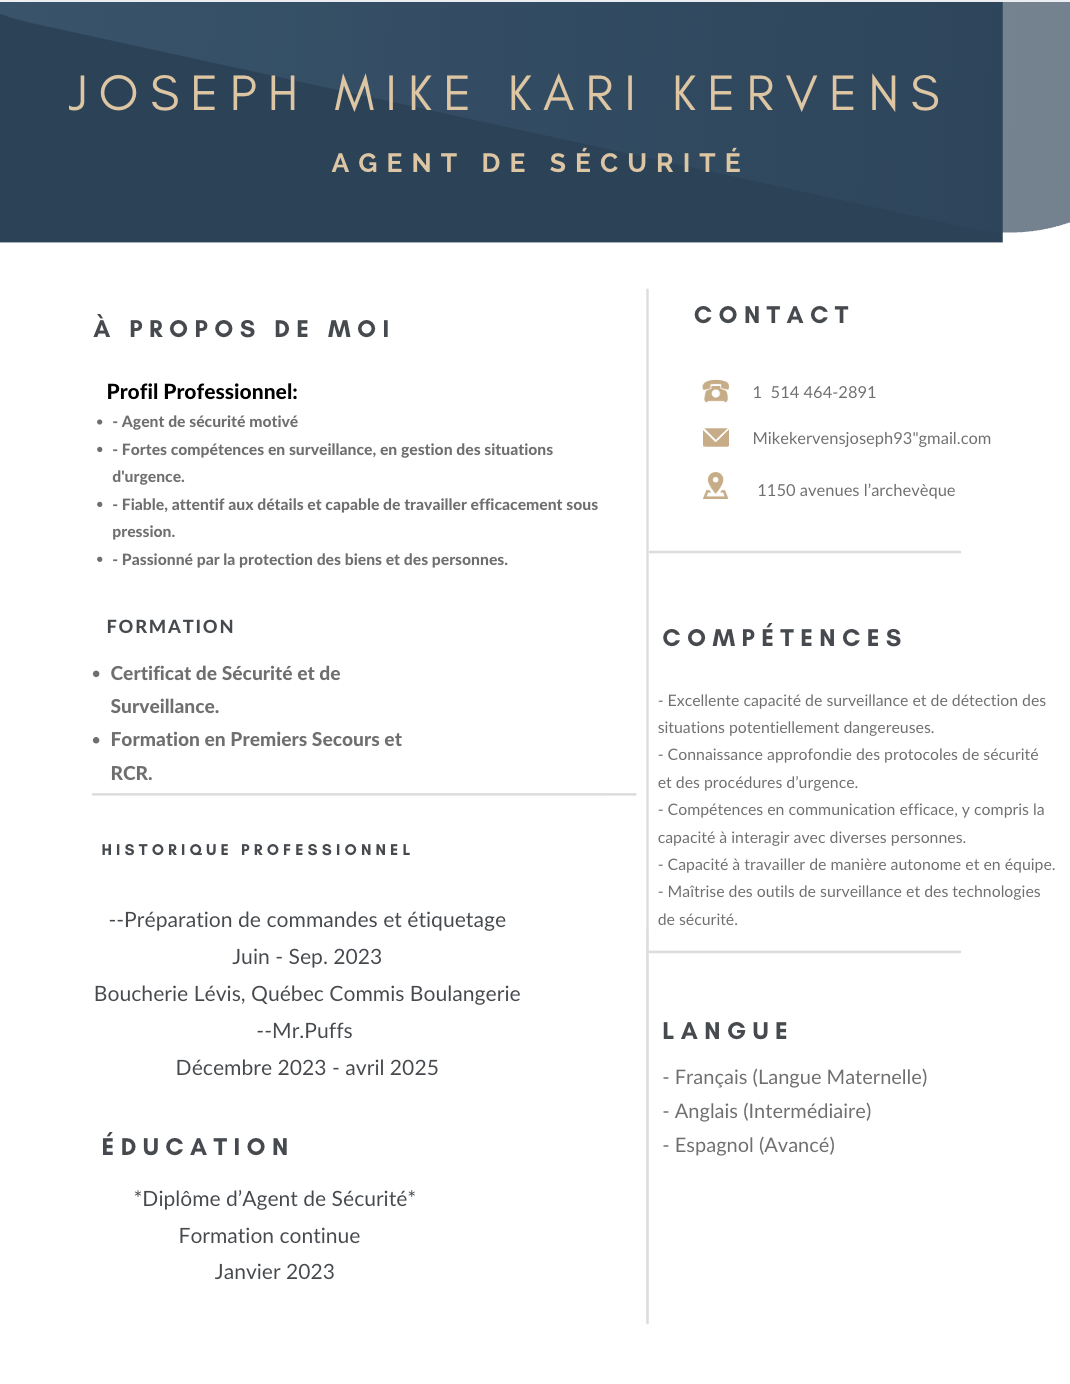 JOSEPH MIKE KARI KERVENS
AGENT DE SÉCURITÉ
À PROPOS DE MOI
Profil Professionnel:
• - Agent de sécurité motivé
• - Fortes compétences en surveillance, en gestion des situations
d'urgence.
• - Fiable, attentif aux détails et capable de travailler efficacement sous
pression.
• - Passionné par la protection des biens et des personnes.
FORMATION
• Certificat de Sécurité et de
Surveillance.
• Formation en Premiers Secours et
RCR.
HISTORIQUE PROFESSIONNEL
--Préparation de commandes et étiquetage
Juin - Sep. 2023
Boucherie Lévis, Québec Commis Boulangerie
--Mr.Puffs
Décembre 2023 - avril 2025
ÉDUCATION
*Diplôme d’Agent de Sécurité*
Formation continue
Janvier 2023
CONTACT
1 514 464-2891
Mikekervensjoseph93"gmail.com
1150 avenues l’archevèque
COMPÉTENCES
- Excellente capacité de surveillance et de détection des
situations potentiellement dangereuses.
- Connaissance approfondie des protocoles de sécurité
et des procédures d’urgence.
- Compétences en communication efficace, y compris la
capacité à interagir avec diverses personnes.
- Capacité à travailler de manière autonome et en équipe.
- Maîtrise des outils de surveillance et des technologies
de sécurité.
LANGUE
- Français (Langue Maternelle)
- Anglais (Intermédiaire)
- Espagnol (Avancé)